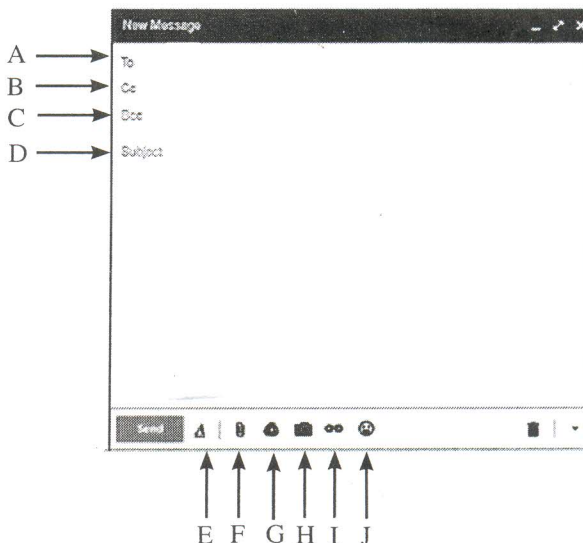 New Message
A To
B Cc
C Bcc
D Subject
Send
E F G H I J